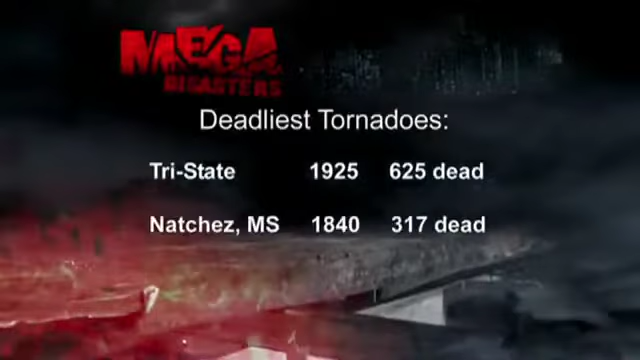 MEGA
DISASTERS
Deadliest Tornadoes:
Tri-State 1925 625 dead
Natchez, MS 1840 317 dead